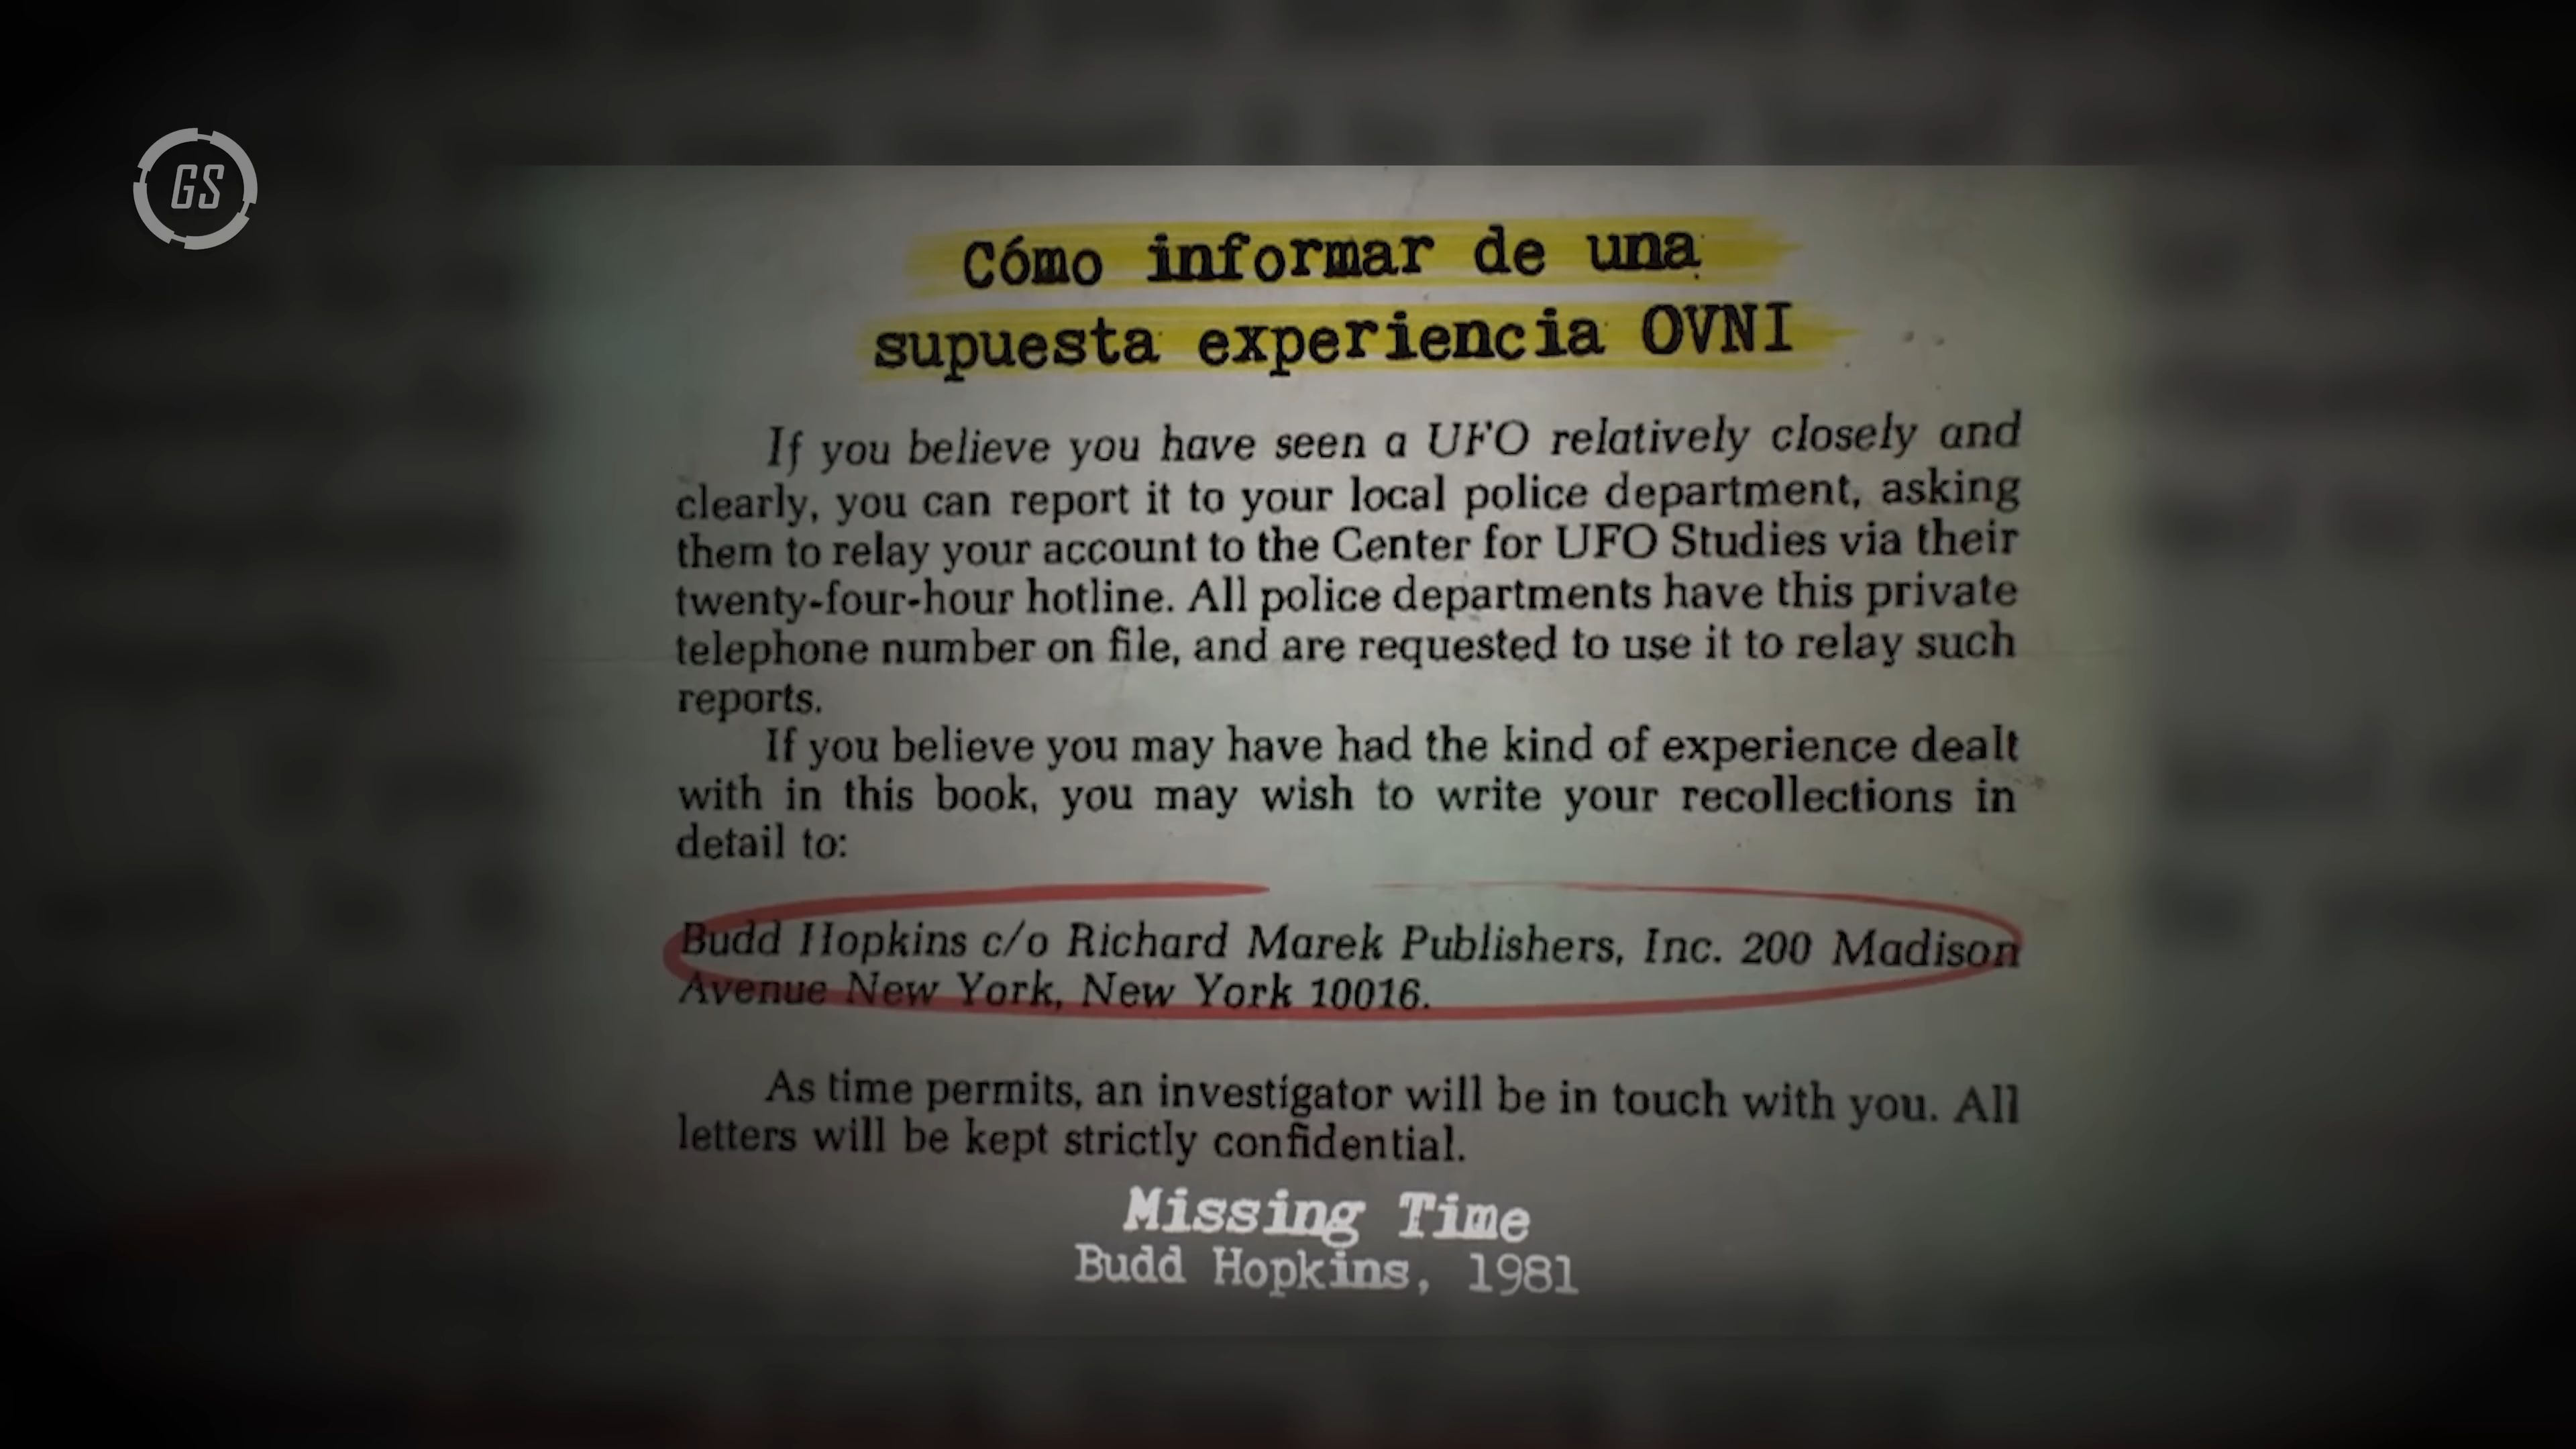 GS
Cómo informar de una
supuesta experiencia OVNI
If you believe you have seen a UFO relatively closely and
clearly, you can report it to your local police department, asking
them to relay your account to the Center for UFO Studies via their
twenty-four-hour hotline. All police departments have this private
telephone number on file, and are requested to use it to relay such
reports.
If you believe you may have had the kind of experience dealt
with in this book, you may wish to write your recollections in
detail to:
Budd Hopkins c/o Richard Marek Publishers, Inc. 200 Madison
Avenue New York, New York 10016.
As time permits, an investigator will be in touch with you. All
letters will be kept strictly confidential.
Missing Time
Budd Hopkins, 1981